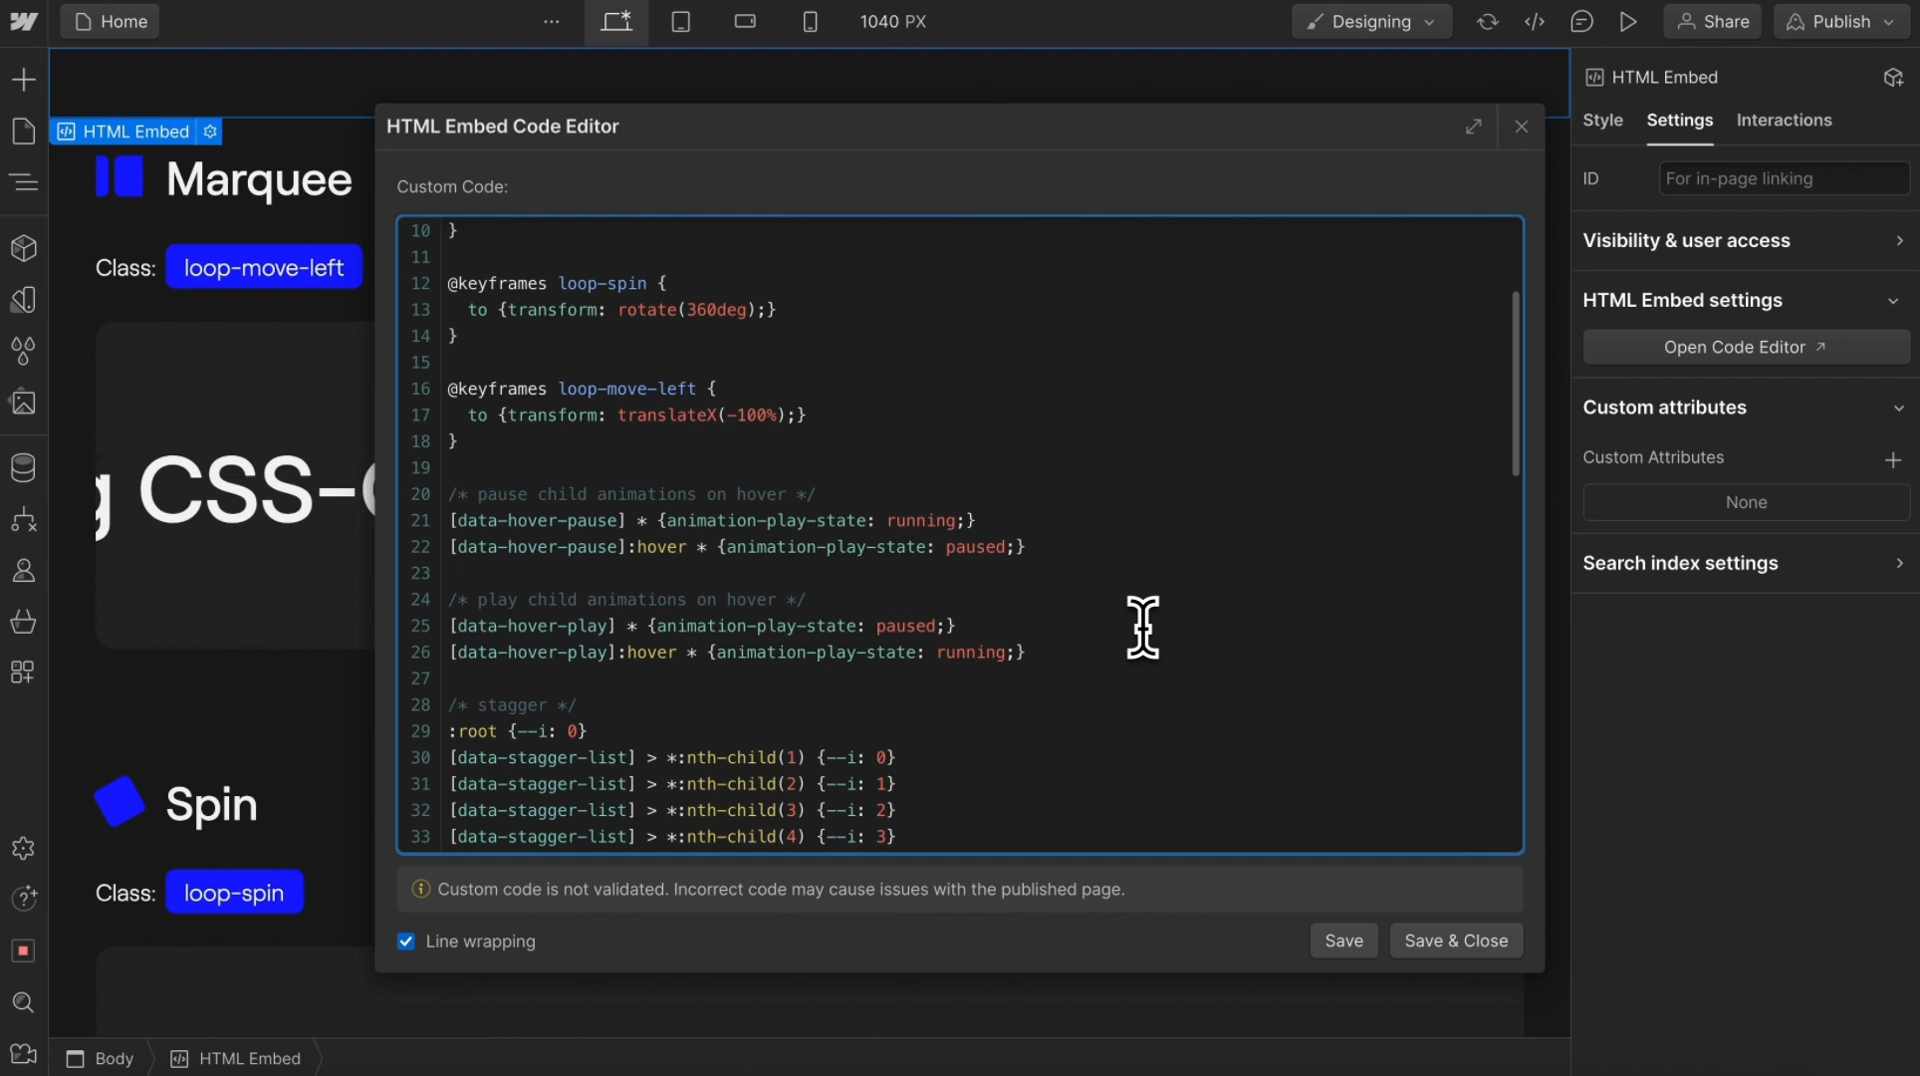 Home
1040 PX
Designing
Share
Publish
HTML Embed
Marquee
Class: loop-move-left
g CSS-
Spin
Class: loop-spin
HTML Embed Code Editor
Custom Code:
10 }
11
12 @keyframes loop-spin {
13 to {transform: rotate(360deg);}
14 }
15
16 @keyframes loop-move-left {
17 to {transform: translateX(-100%);}
18 }
19
20 /* pause child animations on hover */
21 [data-hover-pause] * {animation-play-state: running;}
22 [data-hover-pause]:hover * {animation-play-state: paused;}
23
24 /* play child animations on hover */
25 [data-hover-play] * {animation-play-state: paused;}
26 [data-hover-play]:hover * {animation-play-state: running;}
27
28 /* stagger */
29 :root {--i: 0}
30 [data-stagger-list] > *:nth-child(1) {--i: 0}
31 [data-stagger-list] > *:nth-child(2) {--i: 1}
32 [data-stagger-list] > *:nth-child(3) {--i: 2}
33 [data-stagger-list] > *:nth-child(4) {--i: 3}
Custom code is not validated. Incorrect code may cause issues with the published page.
Line wrapping
Save
Save & Close
HTML Embed
Style Settings Interactions
ID For in-page linking
Visibility & user access
HTML Embed settings
Open Code Editor
Custom attributes
Custom Attributes
None
Search index settings
Body
HTML Embed